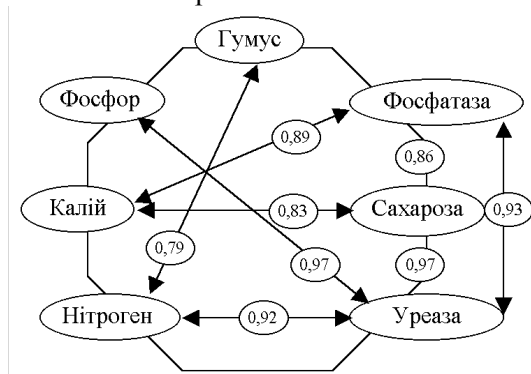 Гумус
Фосфор
Фосфатаза
0,89
0,86
Калій
0,83
Сахароза
0,93
0,79
0,97
0,97
Нітроген
0,92
Уреаза